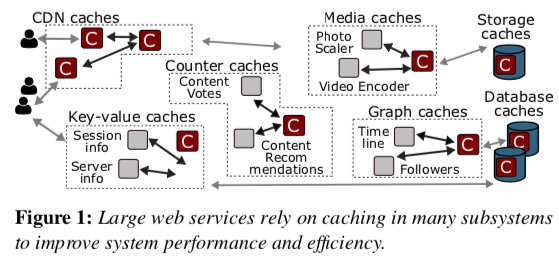 CDN caches
C
C
C
Media caches
Photo
Scaler
C
Video Encoder
Storage
caches
C
Counter caches
Content
Votes
C
Content
Recom
mendations
Key-value caches
Session
info
C
Server
info
Graph caches
Time
line
C
Followers
Database
caches
C
C
Figure 1: Large web services rely on caching in many subsystems
to improve system performance and efficiency.